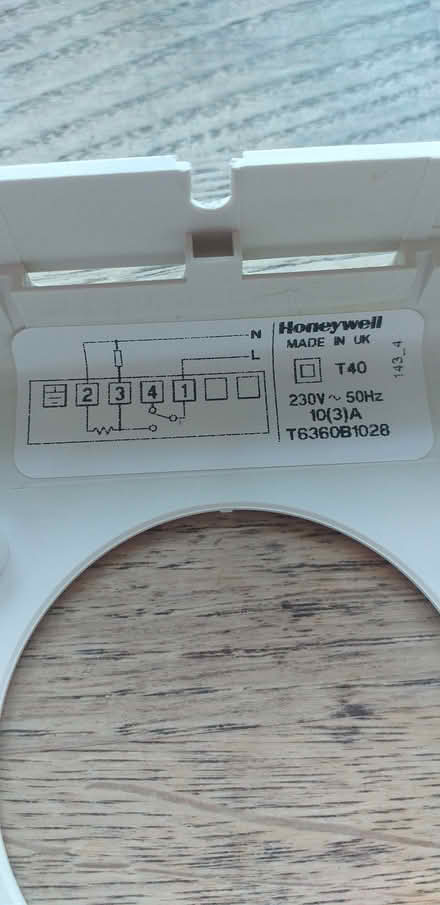 N
L
2 3 4 1
Honeywell
MADE IN UK
T40
143_4
230V ~ 50Hz
10(3)A
T6360B1028